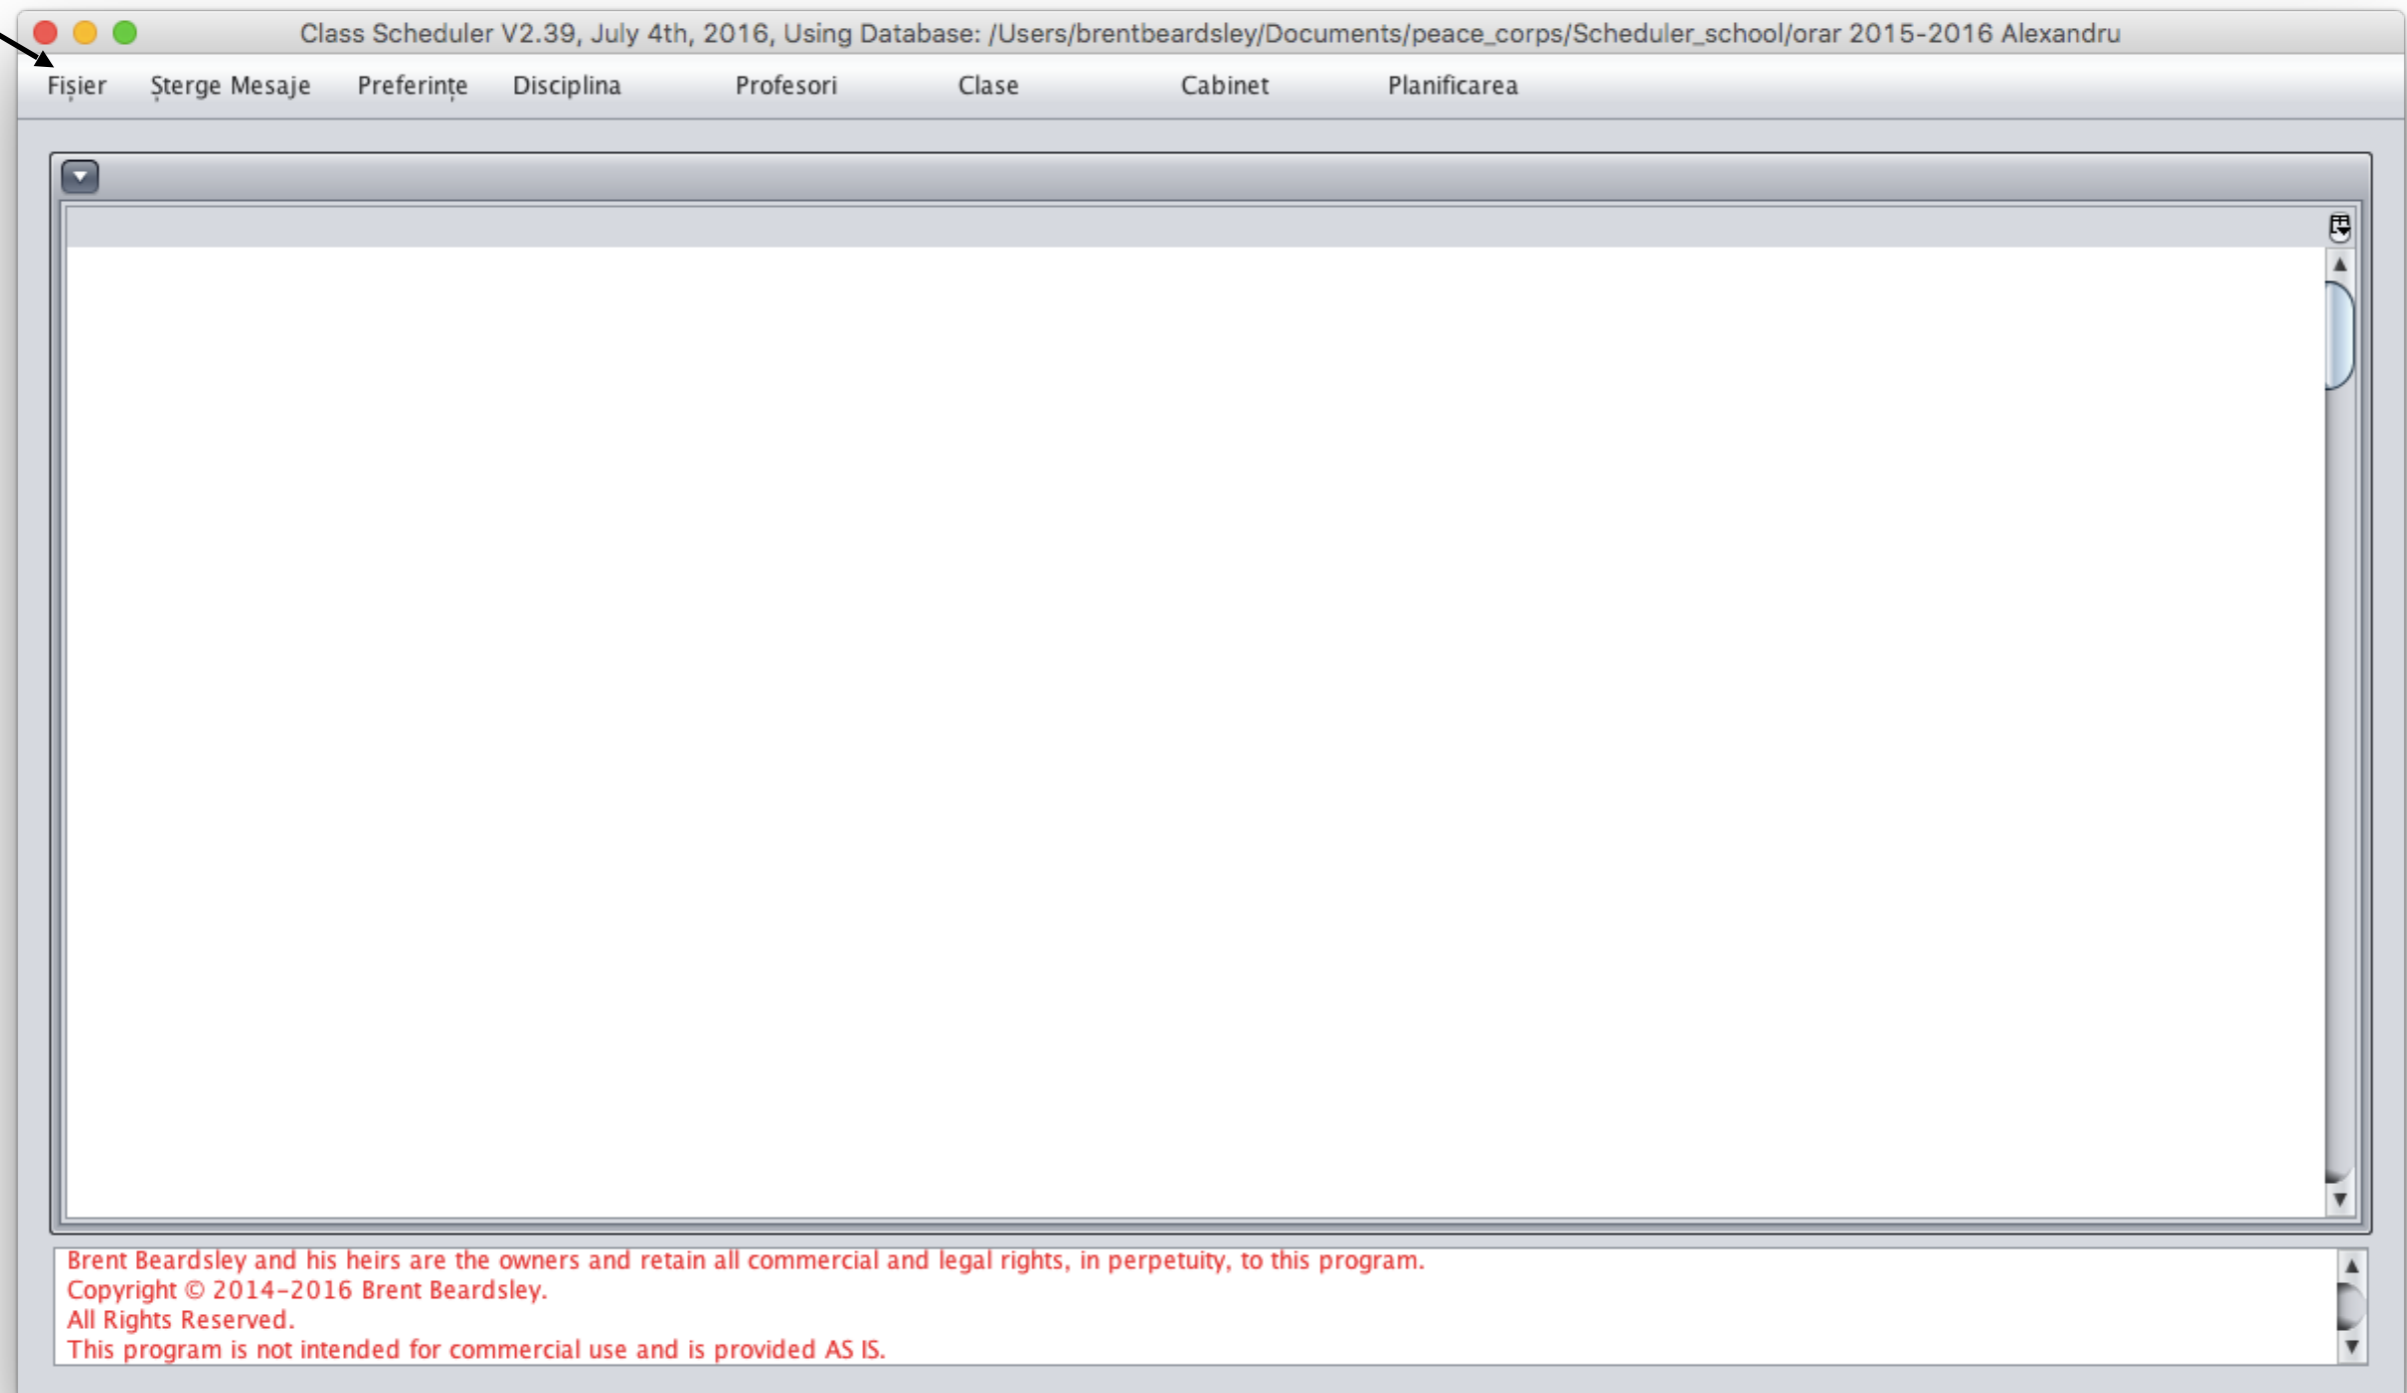 Class Scheduler V2.39, July 4th, 2016, Using Database: /Users/brentbeardsley/Documents/peace_corps/Scheduler_school/orar 2015-2016 Alexandru
Fișier Șterge Mesaje Preferințe Disciplina Profesori Clase Cabinet Planificarea
Brent Beardsley and his heirs are the owners and retain all commercial and legal rights, in perpetuity, to this program.
Copyright © 2014-2016 Brent Beardsley.
All Rights Reserved.
This program is not intended for commercial use and is provided AS IS.